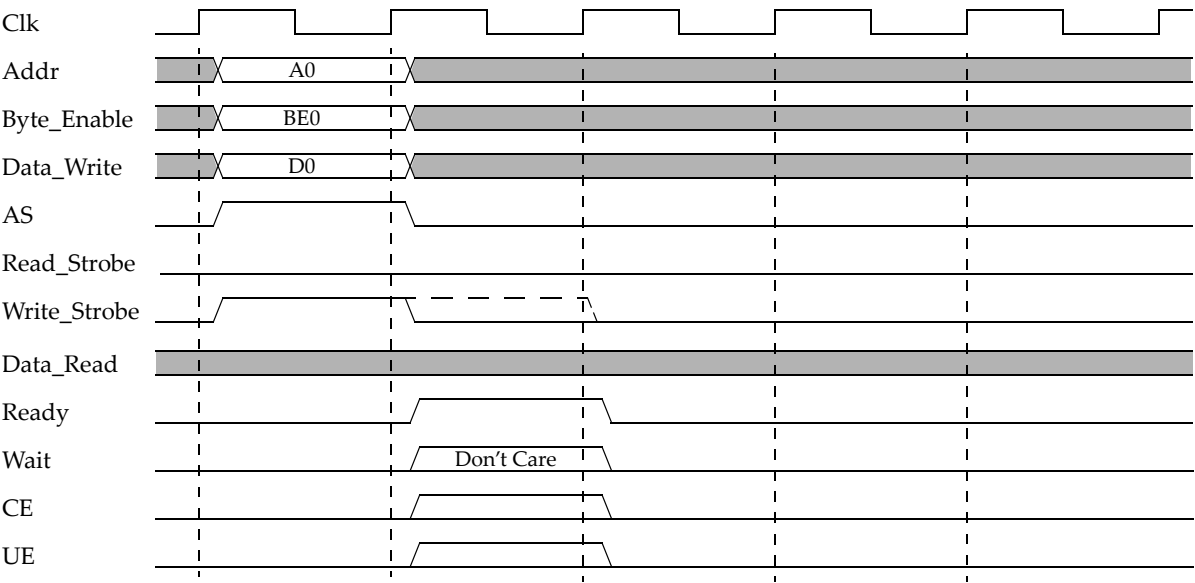 Clk
Addr A0
Byte_Enable BE0
Data_Write D0
AS
Read_Strobe
Write_Strobe
Data_Read
Ready
Wait Don't Care
CE
UE